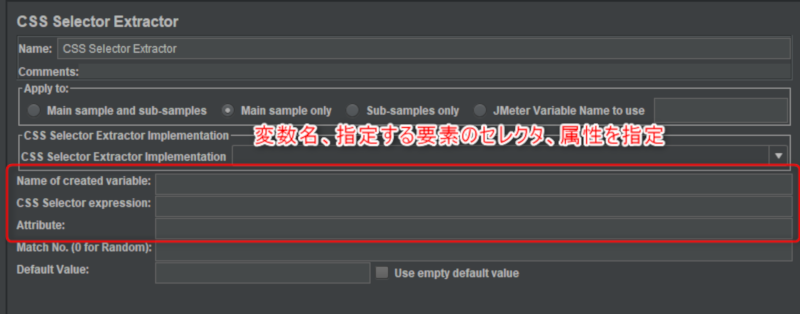 CSS Selector Extractor
Name: CSS Selector Extractor
Comments:
Apply to:
Main sample and sub-samples Main sample only Sub-samples only JMeter Variable Name to use
CSS Selector Extractor Implementation
変数名、指定する要素のセレクタ、属性を指定
CSS Selector Extractor Implementation
Name of created variable:
CSS Selector expression:
Attribute:
Match No. (0 for Random):
Default Value: Use empty default value